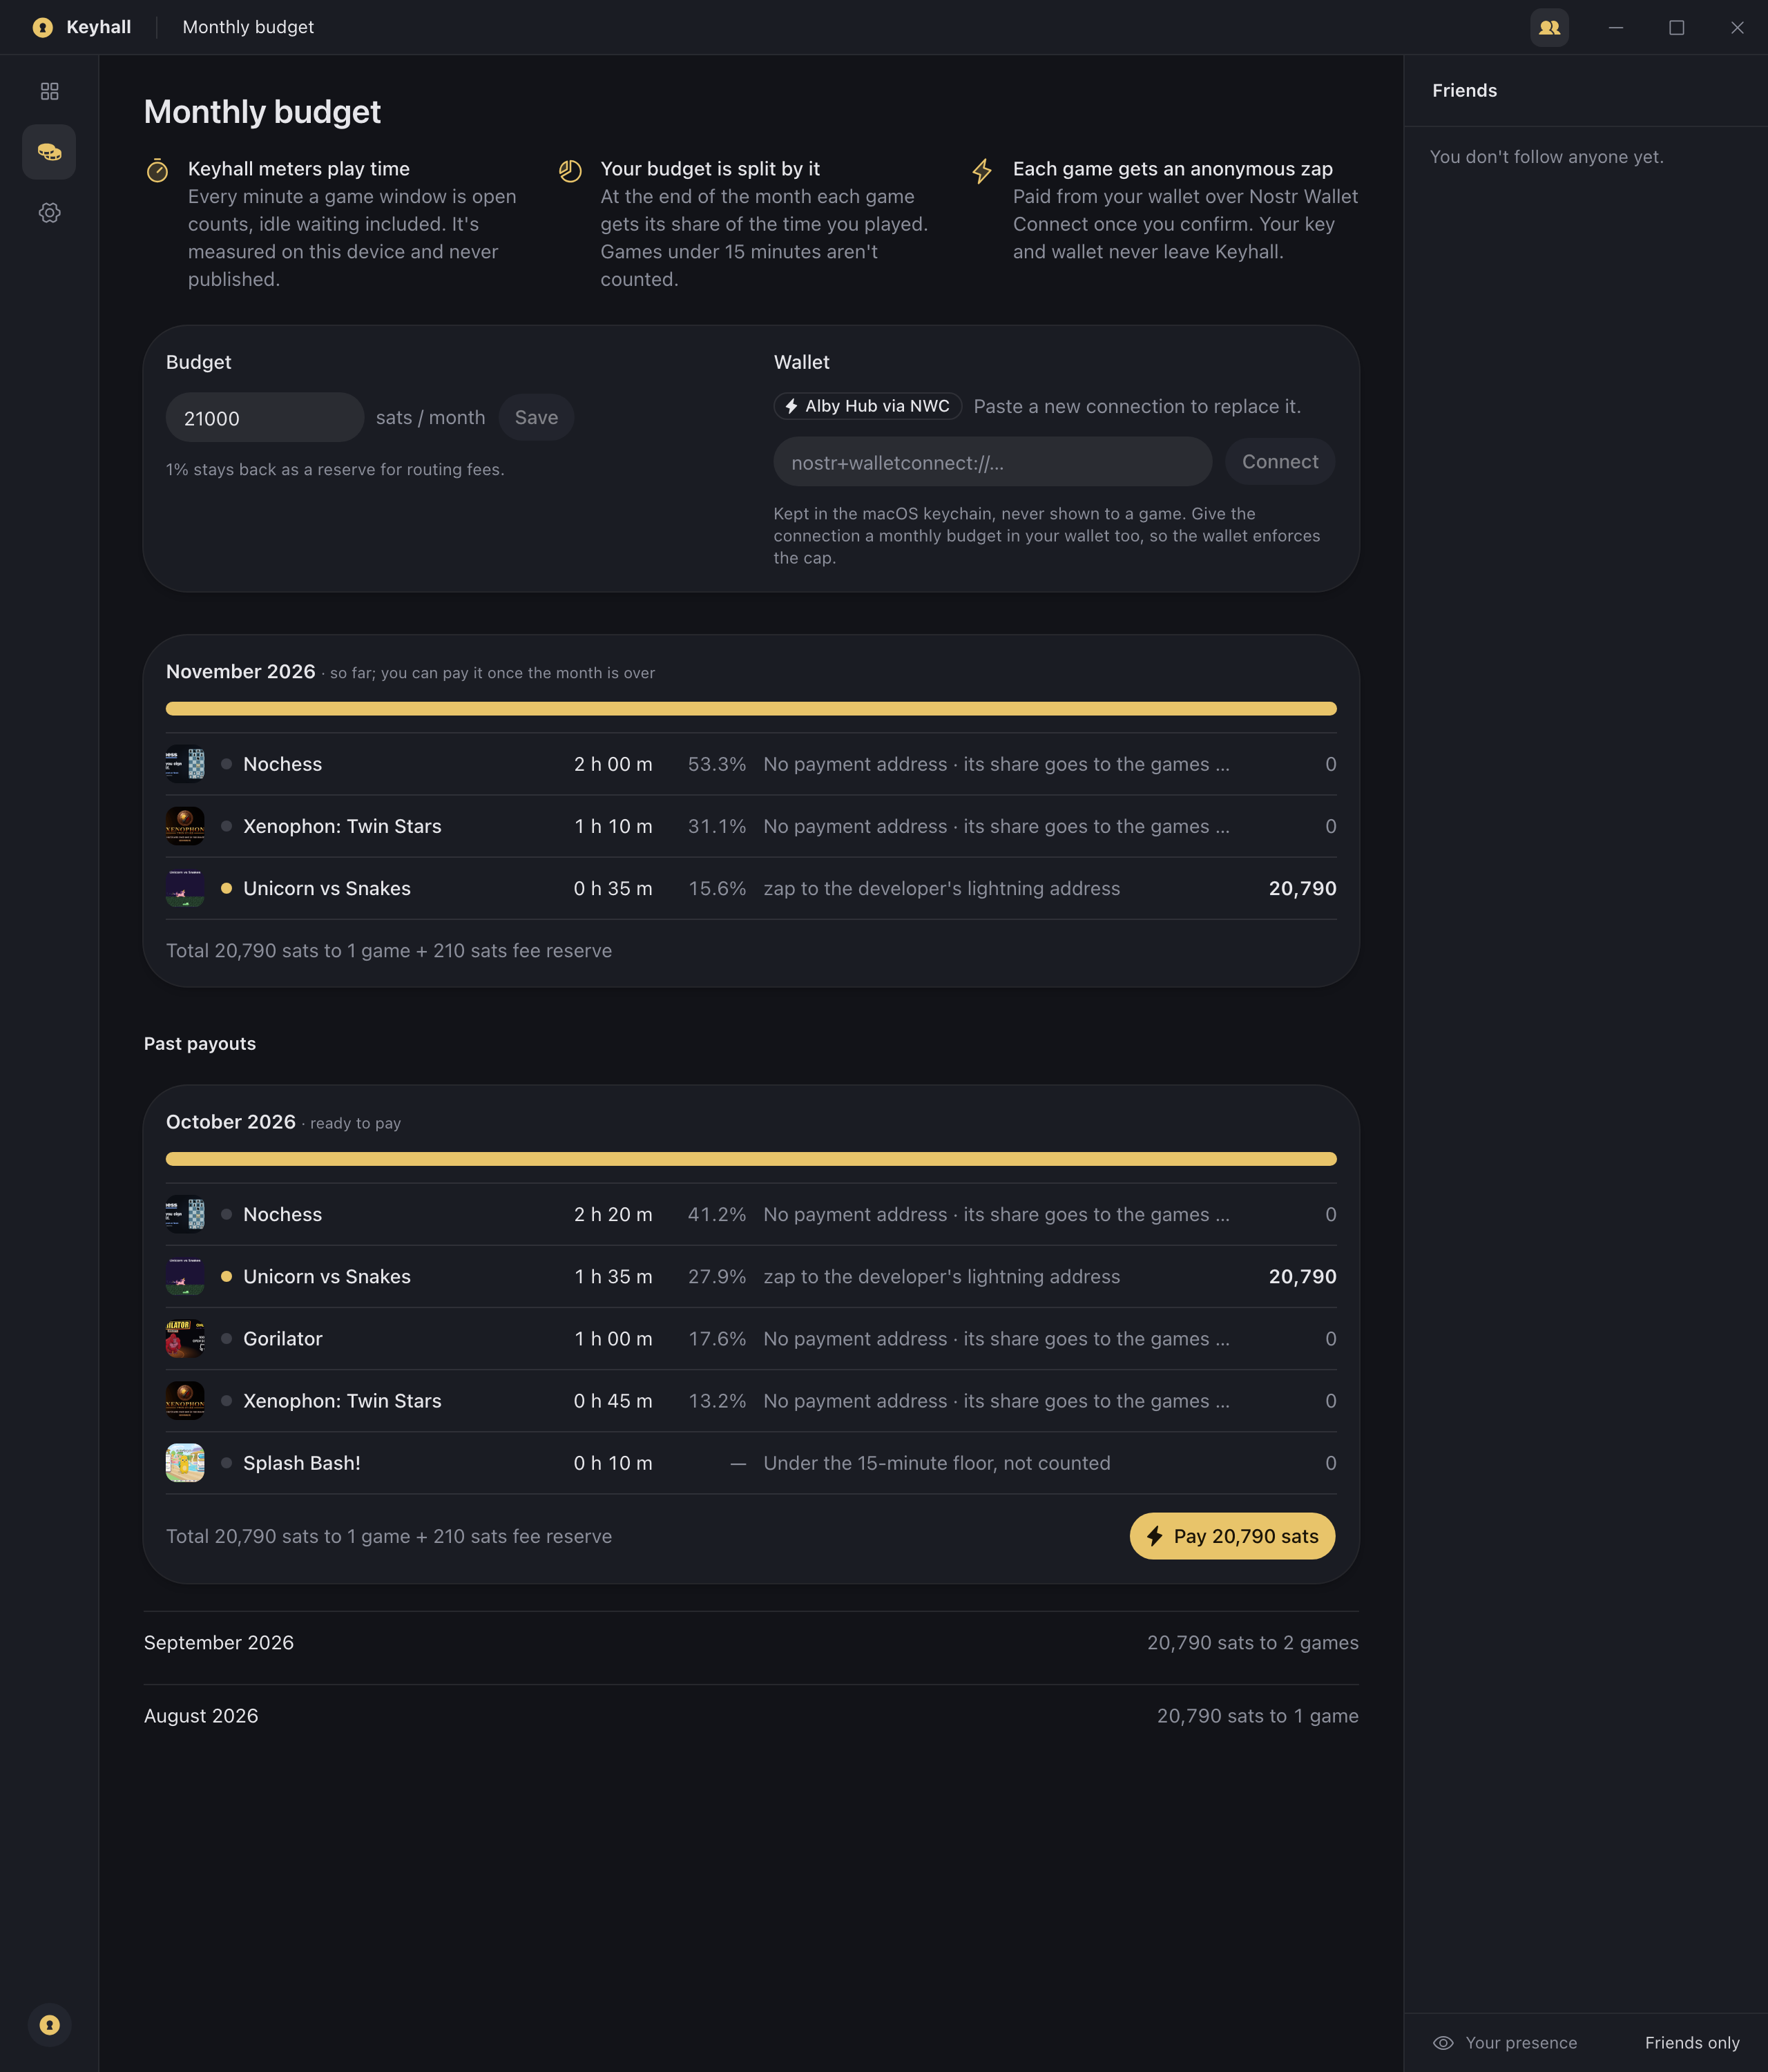 Keyhall
Monthly budget
Monthly budget
Keyhall meters play time
Every minute a game window is open
counts, idle waiting included. It's
measured on this device and never
published.
Your budget is split by it
At the end of the month each game
gets its share of the time you played.
Games under 15 minutes aren't
counted.
Each game gets an anonymous zap
Paid from your wallet over Nostr Wallet
Connect once you confirm. Your key
and wallet never leave Keyhall.
Budget
21000 sats / month Save
1% stays back as a reserve for routing fees.
Wallet
Alby Hub via NWC Paste a new connection to replace it.
nostr+walletconnect://... Connect
Kept in the macOS keychain, never shown to a game. Give the
connection a monthly budget in your wallet too, so the wallet enforces
the cap.
November 2026 · so far; you can pay it once the month is over
Nochess 2 h 00 m 53.3% No payment address · its share goes to the games ... 0
Xenophon: Twin Stars 1 h 10 m 31.1% No payment address · its share goes to the games ... 0
Unicorn vs Snakes 0 h 35 m 15.6% zap to the developer's lightning address 20,790
Total 20,790 sats to 1 game + 210 sats fee reserve
Past payouts
October 2026 · ready to pay
Nochess 2 h 20 m 41.2% No payment address · its share goes to the games ... 0
Unicorn vs Snakes 1 h 35 m 27.9% zap to the developer's lightning address 20,790
Gorilator 1 h 00 m 17.6% No payment address · its share goes to the games ... 0
Xenophon: Twin Stars 0 h 45 m 13.2% No payment address · its share goes to the games ... 0
Splash Bash! 0 h 10 m — Under the 15-minute floor, not counted 0
Total 20,790 sats to 1 game + 210 sats fee reserve
Pay 20,790 sats
September 2026 20,790 sats to 2 games
August 2026 20,790 sats to 1 game
Friends
You don't follow anyone yet.
Your presence Friends only